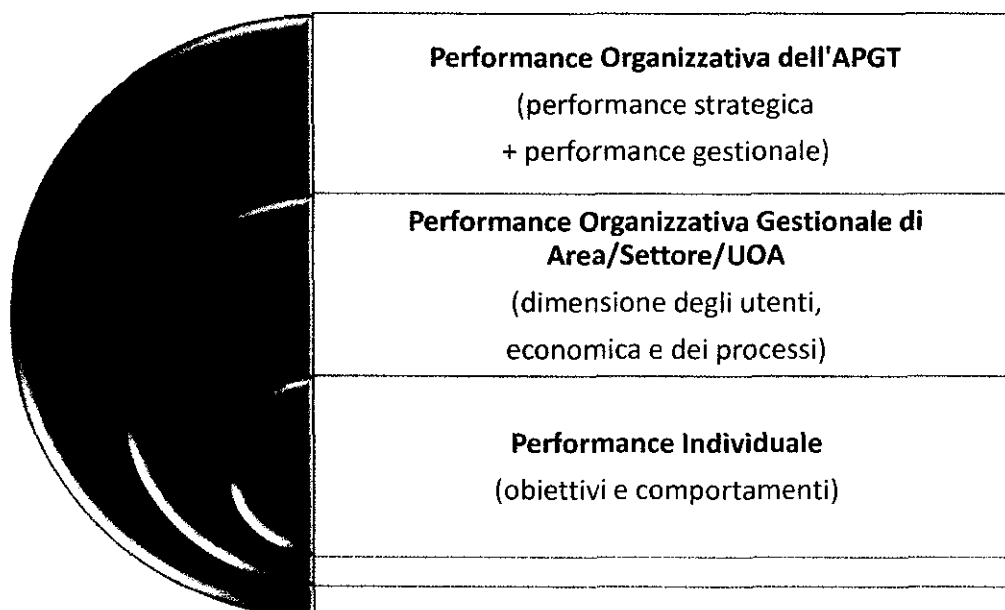 Performance Organizzativa dell'APGT
(performance strategica
+ performance gestionale)
Performance Organizzativa Gestionale di
Area/Settore/UOA
(dimensione degli utenti,
economica e dei processi)
Performance Individuale
(obiettivi e comportamenti)